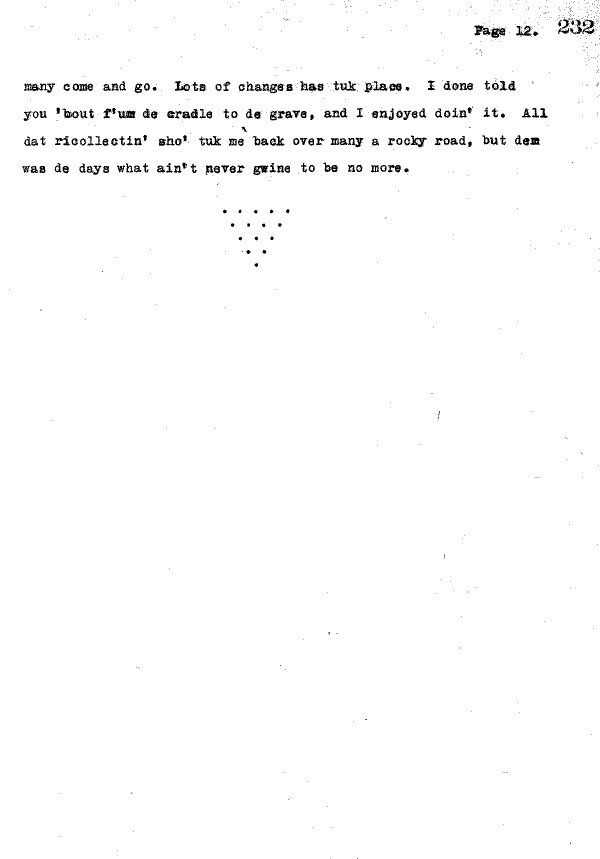 Page 12. 232
many come and go. Lots of changes has tuk place. I done told
you 'bout f'um de cradle to de grave, and I enjoyed doin' it. All
dat ricollectin' sho' tuk me back over many a rocky road, but dem
was de days what ain't never gwine to be no more.
. . . . .
. . . .
. . .
. .
.